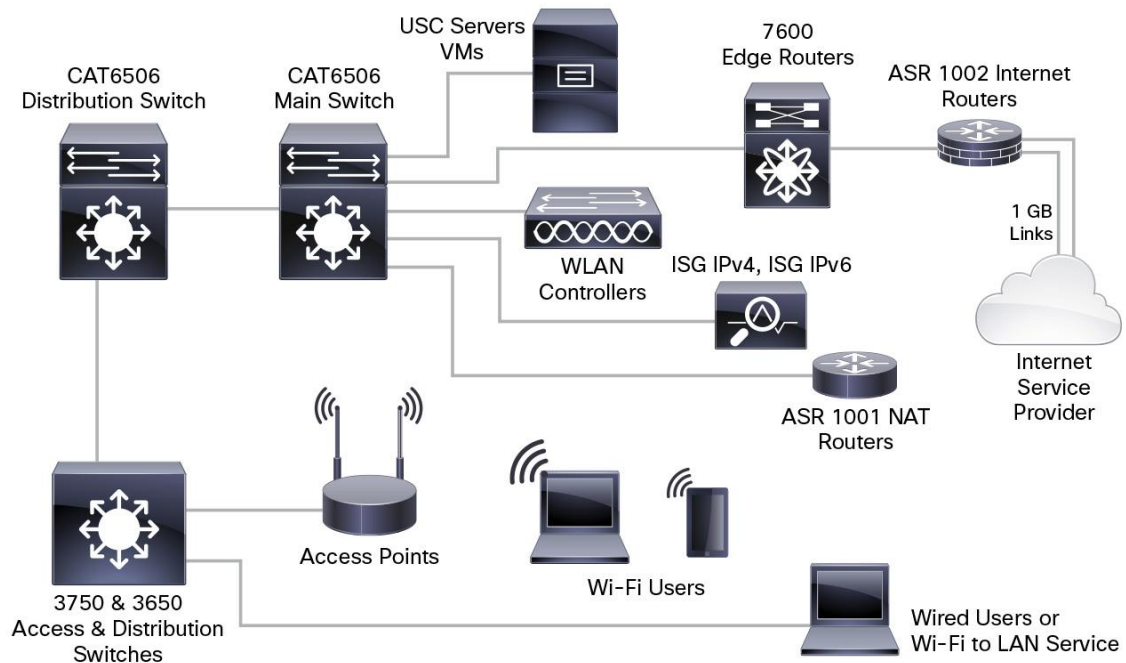 USC Servers
VMs
7600
Edge Routers
CAT6506
Distribution Switch
CAT6506
Main Switch
ASR 1002 Internet
Routers
1 GB
Links
WLAN
Controllers
ISG IPv4, ISG IPv6
Internet
Service
Provider
ASR 1001 NAT
Routers
Access Points
Wi-Fi Users
3750 & 3650
Access & Distribution
Switches
Wired Users or
Wi-Fi to LAN Service